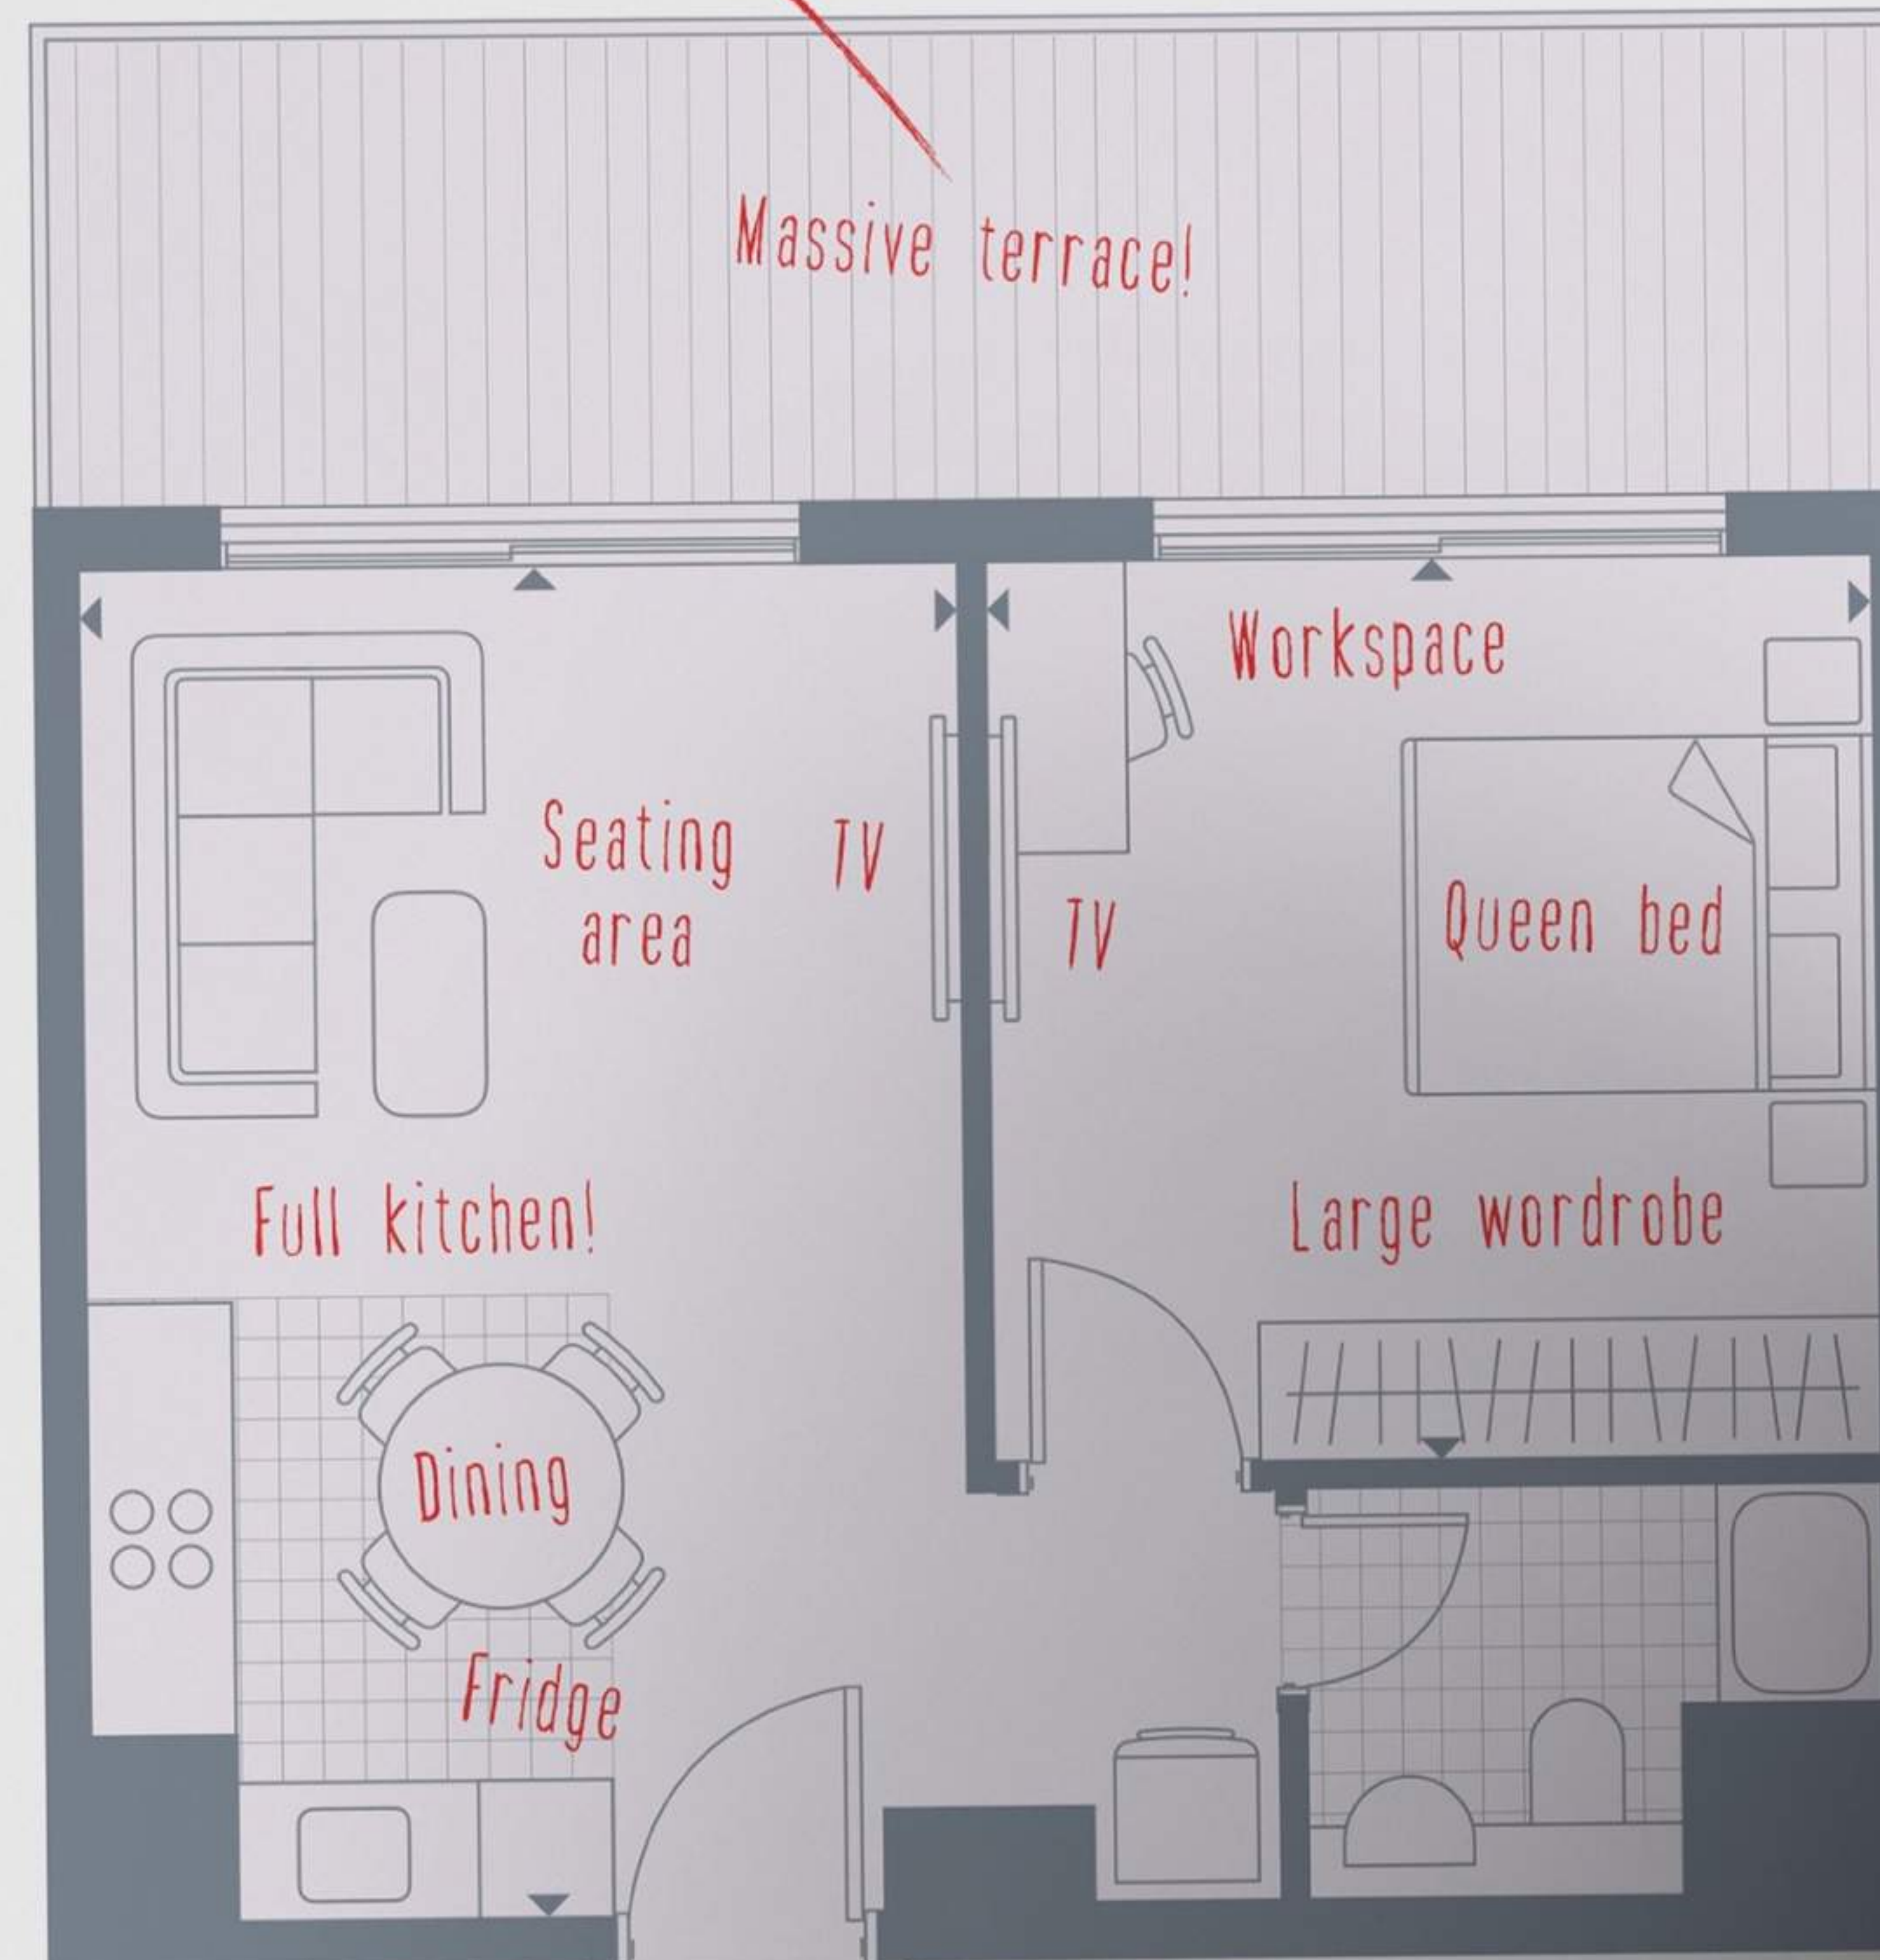 Massive terrace!
Workspace
Seating
area
TV
TV
Queen bed
Full kitchen!
Large wordrobe
Dining
Fridge